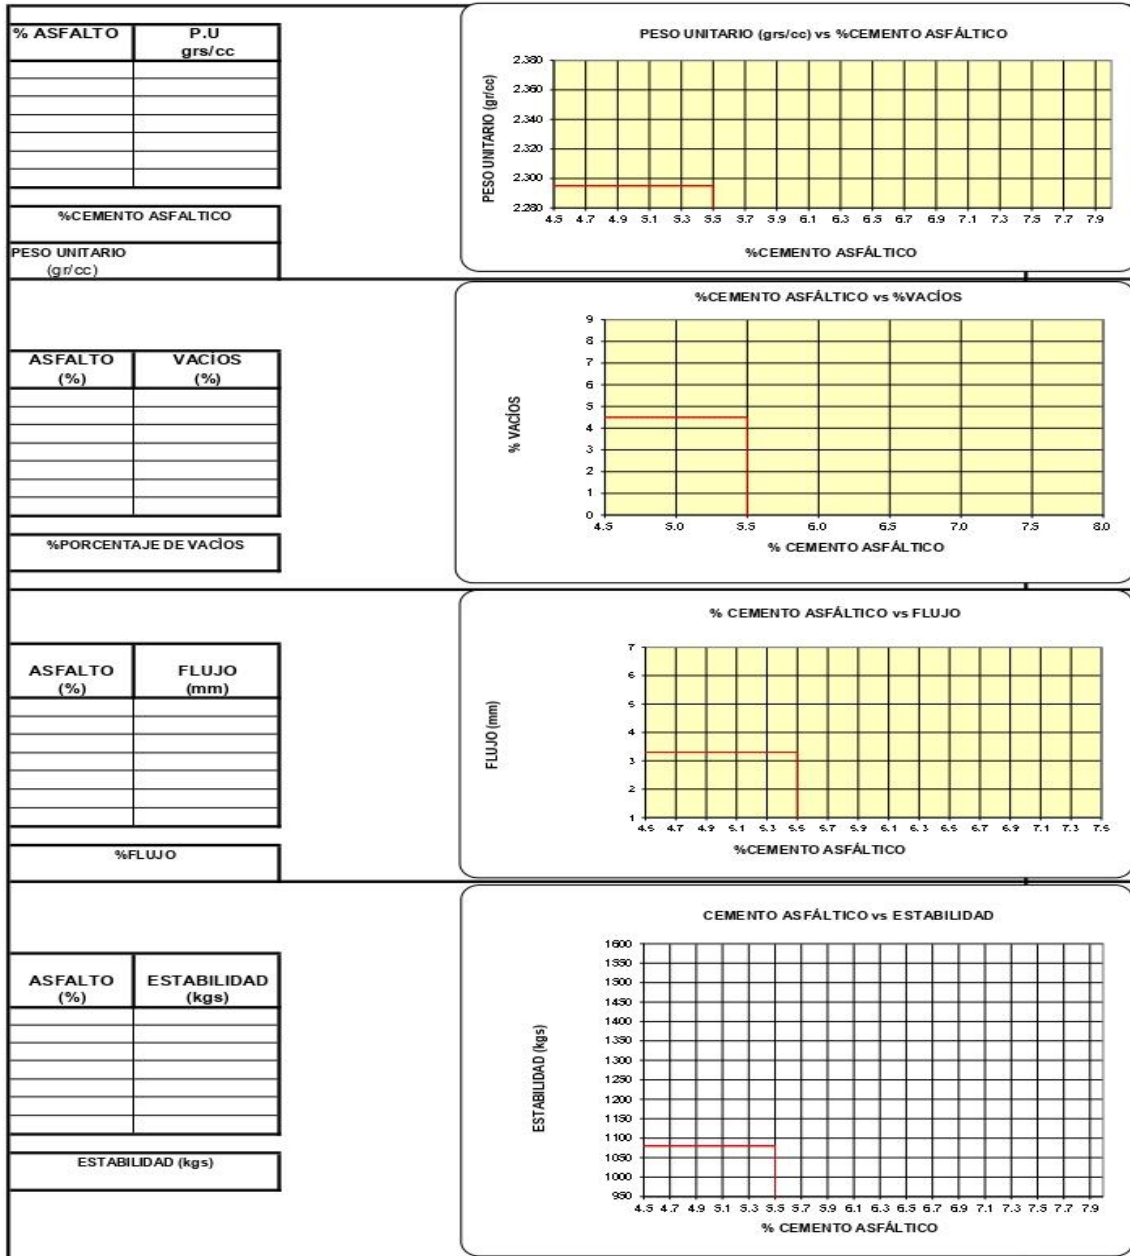 % ASFALTO P.U
grs/cc
%CEMENTO ASFALTICO
PESO UNITARIO
(gr/cc)
PESO UNITARIO (grs/cc) vs %CEMENTO ASFÁLTICO
PESO UNITARIO (gr/cc)
2.380
2.360
2.340
2.320
2.300
2.280
4.5 4.7 4.9 5.1 5.3 5.5 5.7 5.9 6.1 6.3 6.5 6.7 6.9 7.1 7.3 7.5 7.7 7.9
%CEMENTO ASFÁLTICO
ASFALTO VACÌOS
(%) (%)
%PORCENTAJE DE VACÌOS
%CEMENTO ASFÁLTICO vs %VACÍOS
% VACÍOS
9
8
7
6
5
4
3
2
1
0
4.5 5.0 5.5 6.0 6.5 7.0 7.5 8.0
% CEMENTO ASFÁLTICO
ASFALTO FLUJO
(%) (mm)
%FLUJO
% CEMENTO ASFÁLTICO vs FLUJO
FLUJO (mm)
7
6
5
4
3
2
1
4.5 4.7 4.9 5.1 5.3 5.5 5.7 5.9 6.1 6.3 6.5 6.7 6.9 7.1 7.3 7.5
%CEMENTO ASFÁLTICO
ASFALTO ESTABILIDAD
(%) (kgs)
ESTABILIDAD (kgs)
CEMENTO ASFÁLTICO vs ESTABILIDAD
ESTABILIDAD (kgs)
1600
1550
1500
1450
1400
1350
1300
1250
1200
1150
1100
1050
1000
950
4.5 4.7 4.9 5.1 5.3 5.5 5.7 5.9 6.1 6.3 6.5 6.7 6.9 7.1 7.3 7.5 7.7 7.9
% CEMENTO ASFÁLTICO